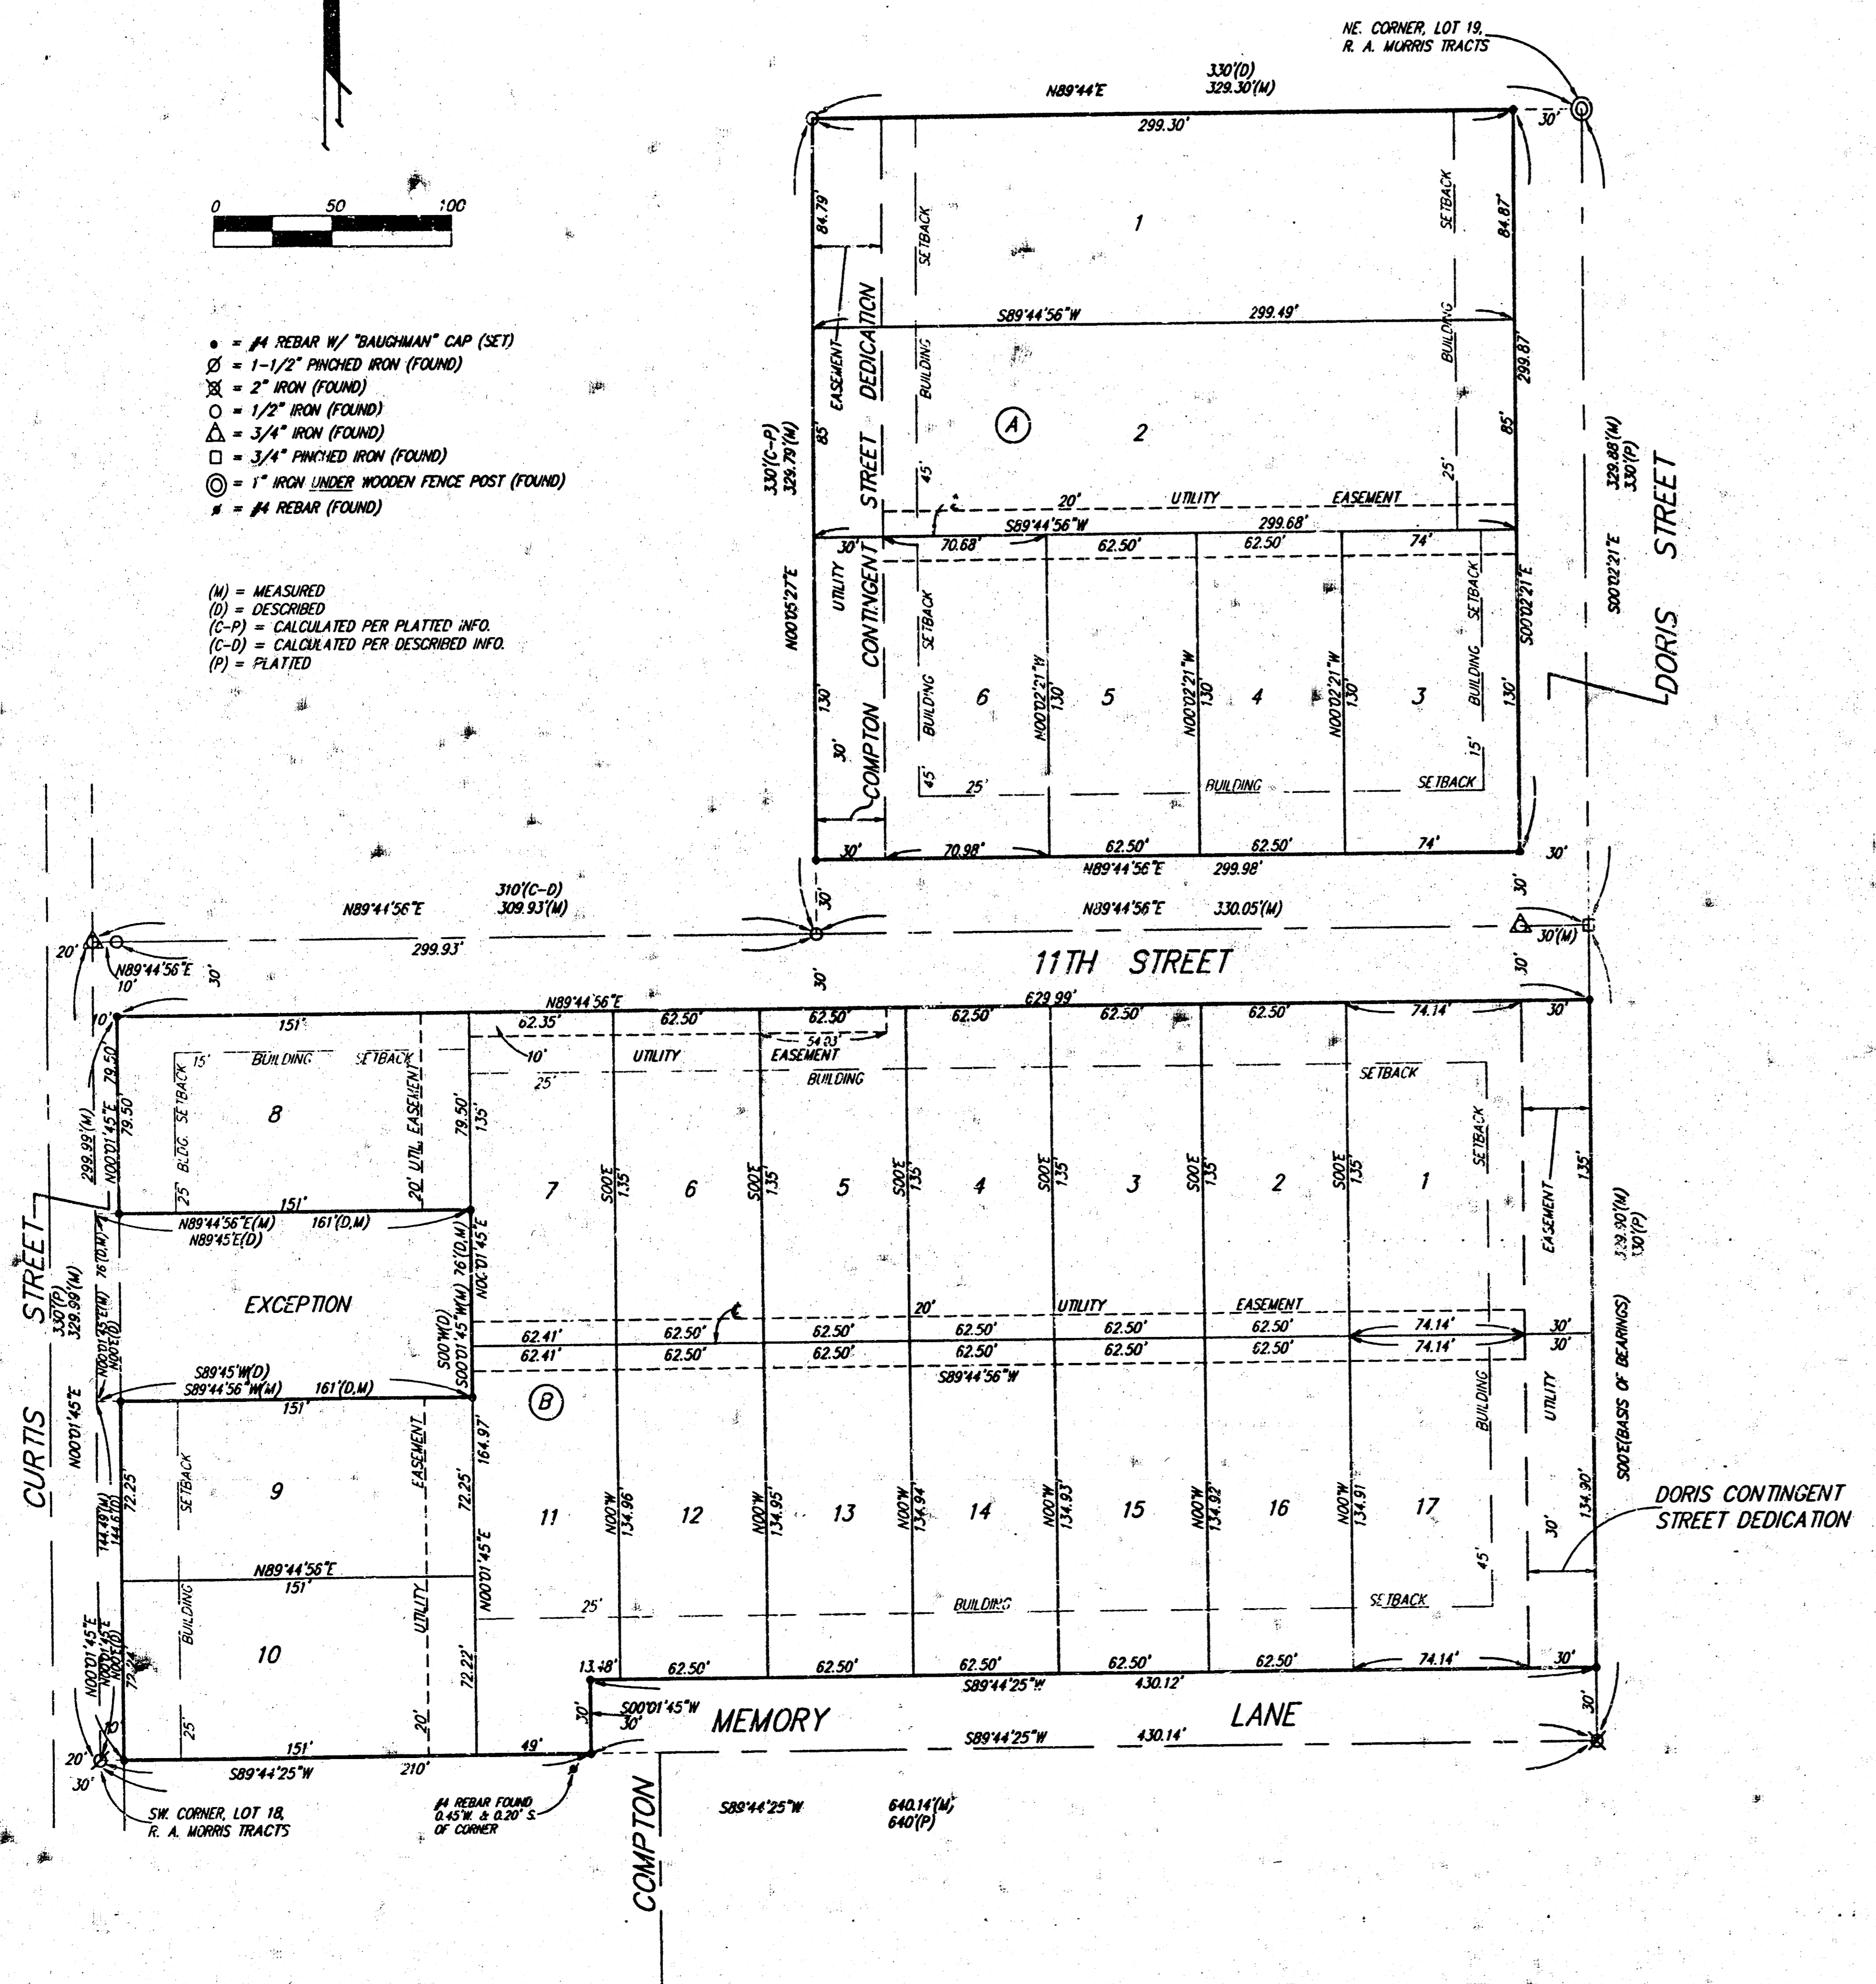 NE. CORNER, LOT 19,
R. A. MORRIS TRACTS
330'(D)
N89°44'E 329.30'(M)
299.30'
30'
0 50 100
84.79'
1
84.87'
SETBACK
SETBACK
• = #4 REBAR W/ "BAUGHMAN" CAP (SET)
= 1-1/2" PINCHED IRON (FOUND)
= 2" IRON (FOUND)
= 1/2" IRON (FOUND)
= 3/4" IRON (FOUND)
= 3/4" PINCHED IRON (FOUND)
= 1" IRON UNDER WOODEN FENCE POST (FOUND)
= #4 REBAR (FOUND)
S89°44'56"W 299.49'
EASEMENT
BUILDING
BUILDING
299.87'
330'(C-P)
329.79'(M)
85'
A
2
85'
329.88'(M)
330'(P)
45'
25'
20' UTILITY EASEMENT
S89°44'56"W 299.68'
30' 70.68' 62.50' 62.50' 74'
DORIS STREET
COMPTON CONTINGENT STREET DEDICATION
(M) = MEASURED
(D) = DESCRIBED
(C-P) = CALCULATED PER PLATTED INFO.
(C-D) = CALCULATED PER DESCRIBED INFO.
(P) = PLATTED
N00°05'27"E
UTILITY
SETBACK
SETBACK
S00°02'21"E
S00°02'21"E
130'
30'
BUILDING
6
N00°02'21"W
130'
5
N00°02'21"W
130'
4
N00°02'21"W
130'
3
BUILDING
130'
45'
25'
BUILDING SETBACK
15'
30' 70.98' 62.50' 62.50' 74' 30'
N89°44'56"E 299.98'
310'(C-D)
N89°44'56"E 309.93'(M)
30'
N89°44'56"E 330.05'(M)
30'
20'
299.93'
30'(M)
N89°44'56"E
10'
30'
30'
11TH STREET
30'
N89°44'56"E 629.99'
10'
151' 62.35' 62.50' 62.50' 62.50' 62.50' 62.50' 74.14' 30'
10' UTILITY EASEMENT 54.03'
15' BUILDING SETBACK
25' BUILDING SETBACK
79.50'
299.99'(M)
N00°01'45"E
79.50'
25' BLDG. SETBACK
8
20' UTIL. EASEMENT
79.50'
135'
7
S00°E
135'
6
S00°E
135'
5
S00°E
135'
4
S00°E
135'
3
S00°E
135'
2
S00°E
135'
1
SETBACK
EASEMENT
135'
151'
N89°44'56"E(M) 161'(D,M)
N89°45'E(D)
CURTIS STREET
330'(P)
329.99'(M)
N00°01'45"E
76'(D,M)
N00°01'45"E(M)
N00°E(D)
EXCEPTION
S00°W(D)
S00°01'45"W(M) 76'(D,M)
N00°01'45"E
329.90'(M)
330'(P)
20' UTILITY EASEMENT
62.41' 62.50' 62.50' 62.50' 62.50' 62.50' 74.14' 30'
62.41' 62.50' 62.50' 62.50' 62.50' 62.50' 74.14' 30'
S89°44'56"W
S89°45'W(D)
S89°44'56"W(M) 161'(D,M)
151'
B
BUILDING
UTILITY
S00°E(BASIS OF BEARINGS)
144.49'(M)
144.61'(D)
72.25'
SETBACK
9
EASEMENT
164.97'
72.25'
N00°01'45"E
11
N00°W
134.96'
12
N00°W
134.95'
13
N00°W
134.94'
14
N00°W
134.93'
15
N00°W
134.92'
16
N00°W
134.91'
17
45'
30'
134.90'
DORIS CONTINGENT
STREET DEDICATION
N89°44'56"E
151'
25' BUILDING SETBACK
N00°01'45"E
N00°01'45"E
N00°E(D)
72.24'
BUILDING
25'
10
UTILITY
20'
72.22'
13.48' 62.50' 62.50' 62.50' 62.50' 62.50' 74.14' 30'
S89°44'25"W 430.12'
30'
S00°01'45"W
30'
MEMORY LANE
30'
S89°44'25"W 430.14'
20'
30'
151' 49'
S89°44'25"W 210'
SW. CORNER, LOT 18,
R. A. MORRIS TRACTS
#4 REBAR FOUND
0.45'W. & 0.20' S.
OF CORNER
COMPTON
S89°44'25"W 640.14'(M)
640'(P)